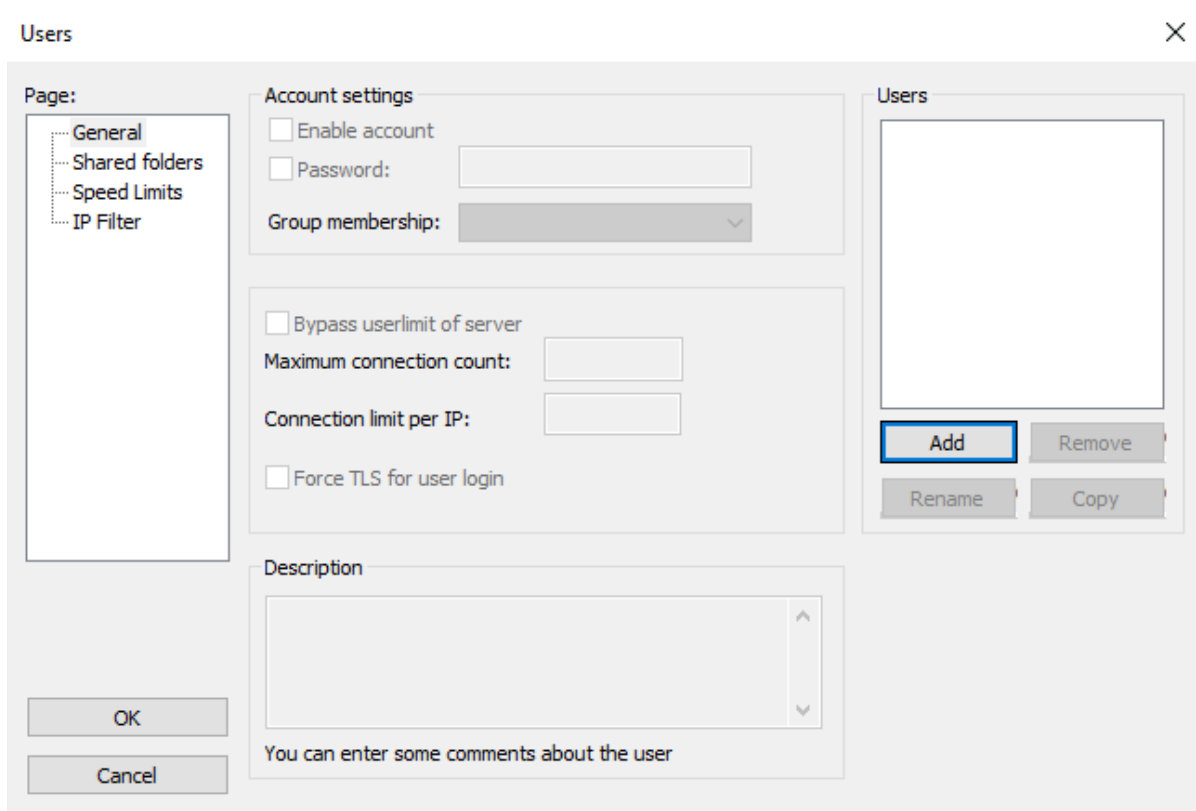 Users
Page:
General
Shared folders
Speed Limits
IP Filter
OK
Cancel
Account settings
Enable account
Password:
Group membership:
Bypass userlimit of server
Maximum connection count:
Connection limit per IP:
Force TLS for user login
Description
You can enter some comments about the user
Users
Add Remove
Rename Copy